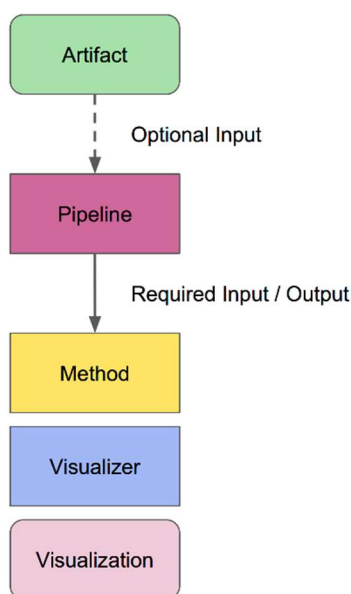 Artifact
Optional Input
Pipeline
Required Input / Output
Method
Visualizer
Visualization